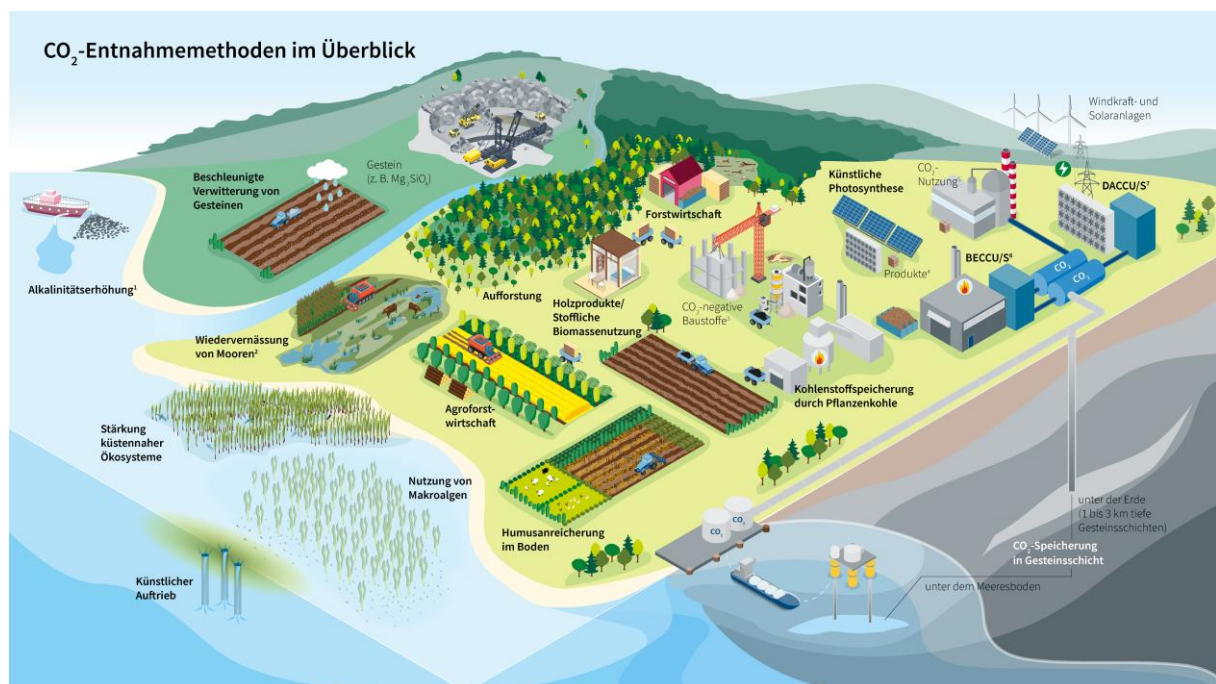 CO₂-Entnahmemethoden im Überblick
Windkraft- und
Solaranlagen
Gestein
(z. B. Mg₂SiO₄)
Beschleunigte
Verwitterung von
Gesteinen
CO₂-
Nutzung⁵
Künstliche
Photosynthese
DACCU/S⁷
Forstwirtschaft
Alkalinitätserhöhung¹
BECCU/S⁶
CO₂
CO₂
Produkte⁴
Aufforstung
Holzprodukte/
Stoffliche
Biomassenutzung
CO₂-negative
Baustoffe³
Wiedervernässung
von Mooren²
Kohlenstoffspeicherung
durch Pflanzenkohle
Agroforst-
wirtschaft
Stärkung
küstennaher
Ökosysteme
Nutzung von
Makroalgen
Humusanreicherung
im Boden
unter der Erde
(1 bis 3 km tiefe
Gesteinsschichten)
CO₂
CO₂
CO₂-Speicherung
in Gesteinsschicht
Künstlicher
Auftrieb
unter dem Meeresboden